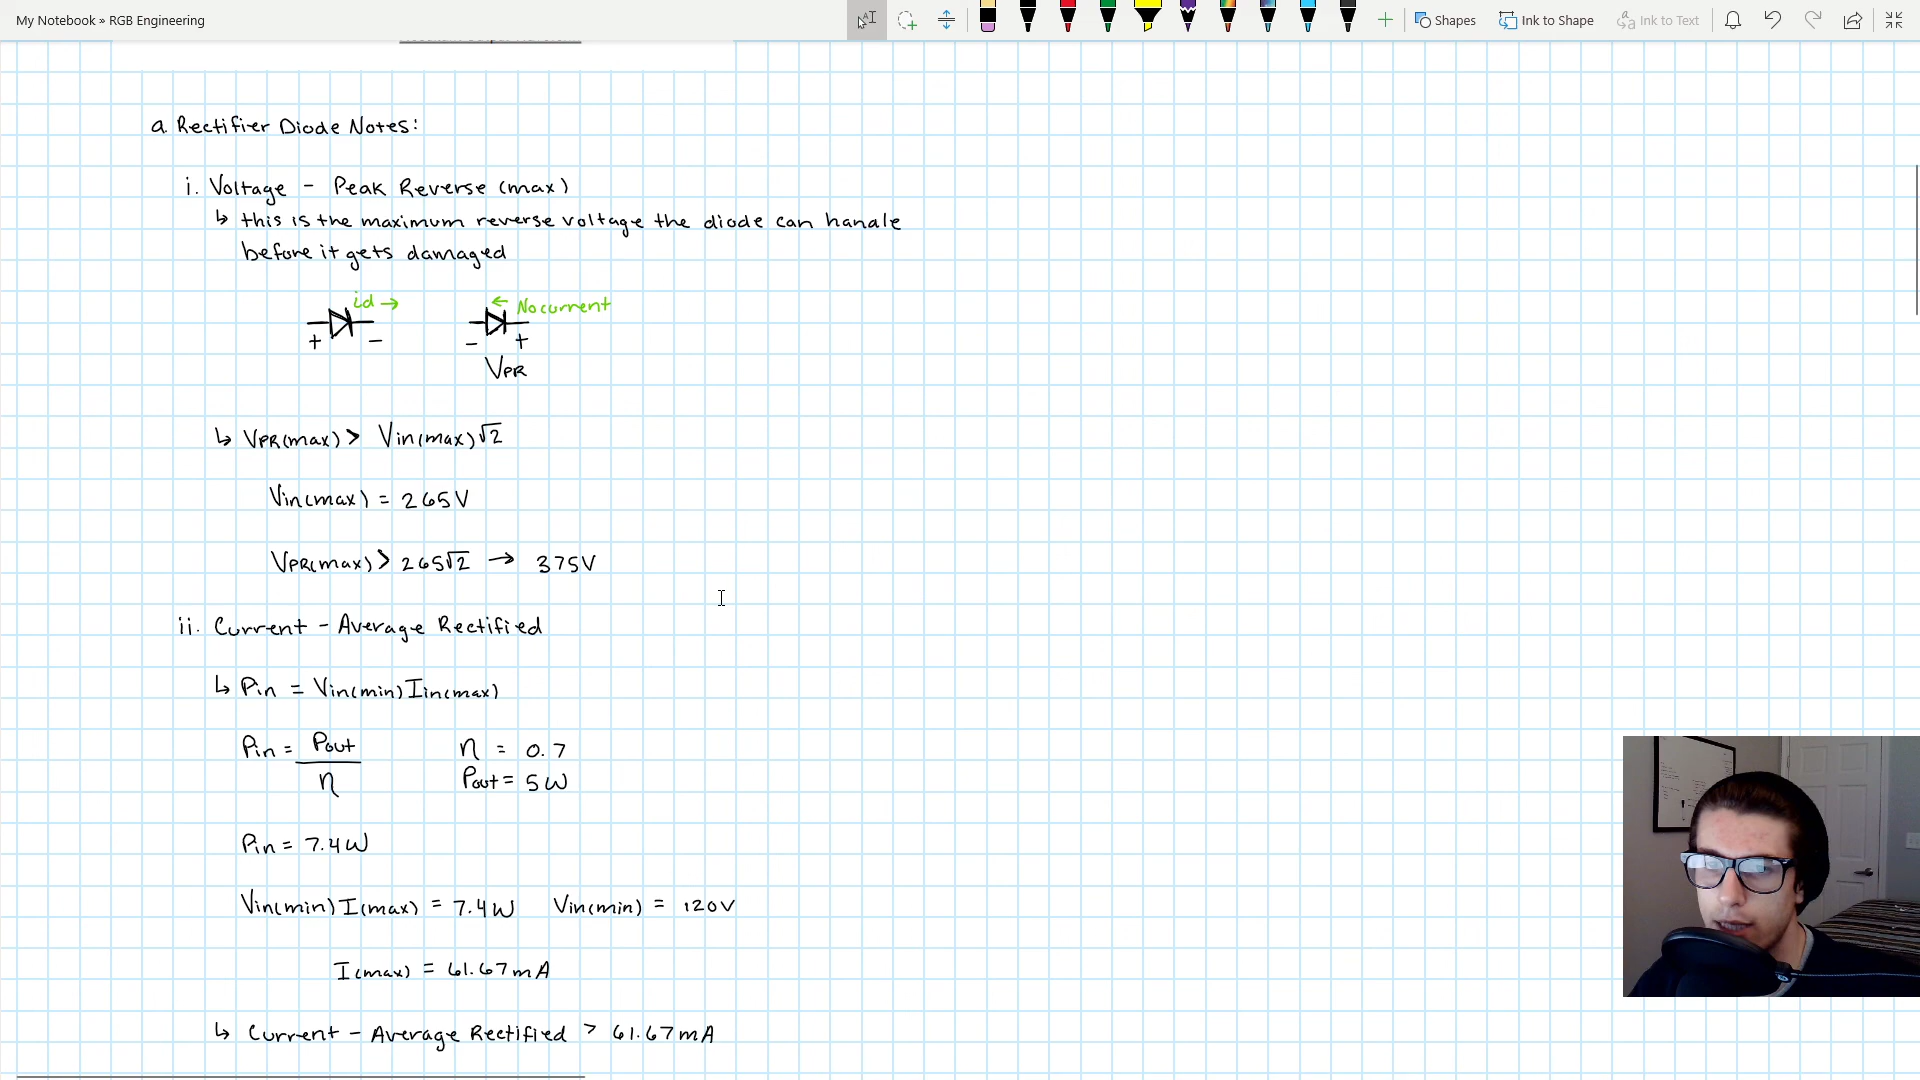 My Notebook » RGB Engineering
Shapes
Ink to Shape
Ink to Text
a. Rectifier Diode Notes:
i. Voltage - Peak Reverse (max)
↳ this is the maximum reverse voltage the diode can handle
before it gets damaged
id →
← No current
+ -
- +
VPR
↳ VPR(max) > Vin(max)√2
Vin(max) = 265V
VPR(max) > 265√2 → 375V
ii. Current - Average Rectified
↳ Pin = Vin(min) Iin(max)
Pin = Pout / η
η = 0.7
Pout = 5W
Pin = 7.4W
Vin(min) I(max) = 7.4W Vin(min) = 120V
I(max) = 61.67mA
↳ Current - Average Rectified > 61.67mA